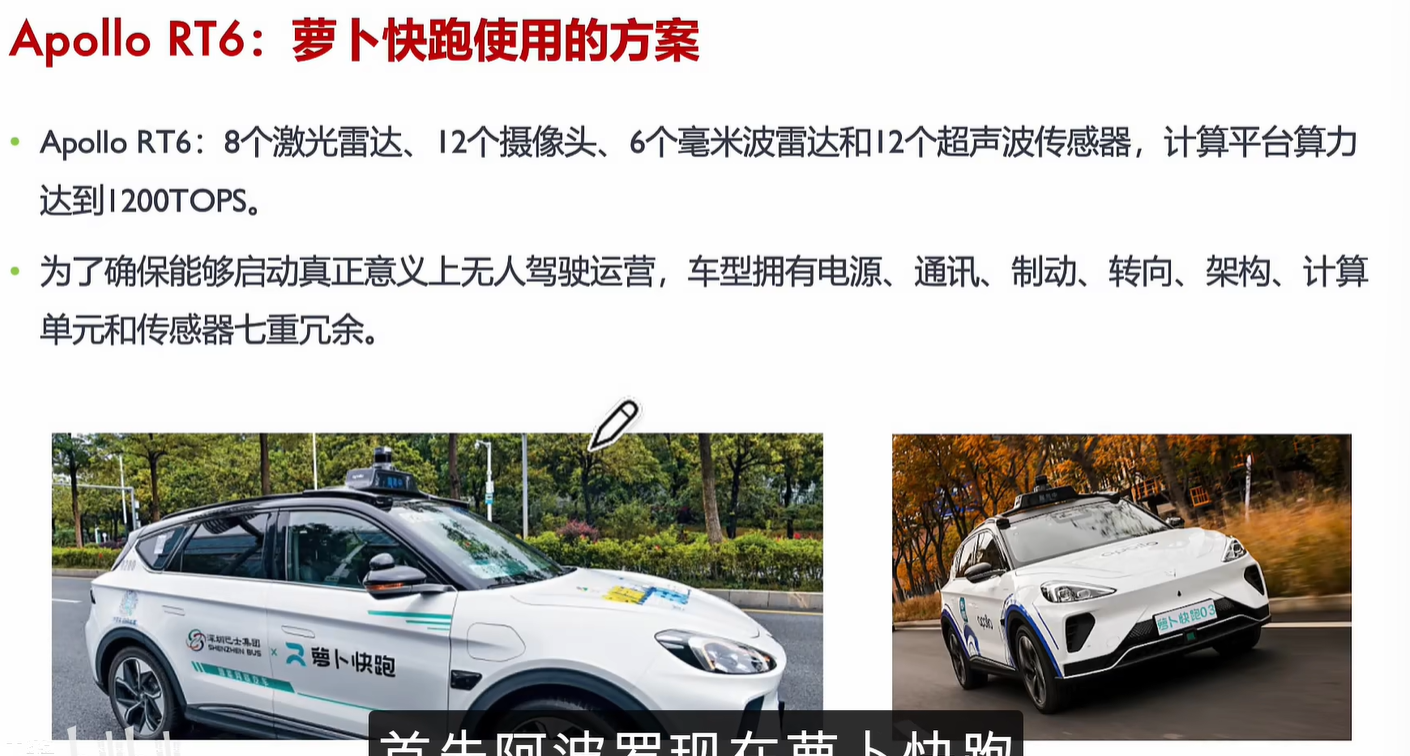 Apollo RT6：萝卜快跑使用的方案
Apollo RT6：8个激光雷达、12个摄像头、6个毫米波雷达和12个超声波传感器，计算平台算力
达到1200TOPS。
为了确保能够启动真正意义上无人驾驶运营，车型拥有电源、通讯、制动、转向、架构、计算
单元和传感器七重冗余。
深圳巴士集团
SHENZHEN BUS
×
萝卜快跑
apollo
萝卜快跑03
首先阿波罗现在萝卜快跑